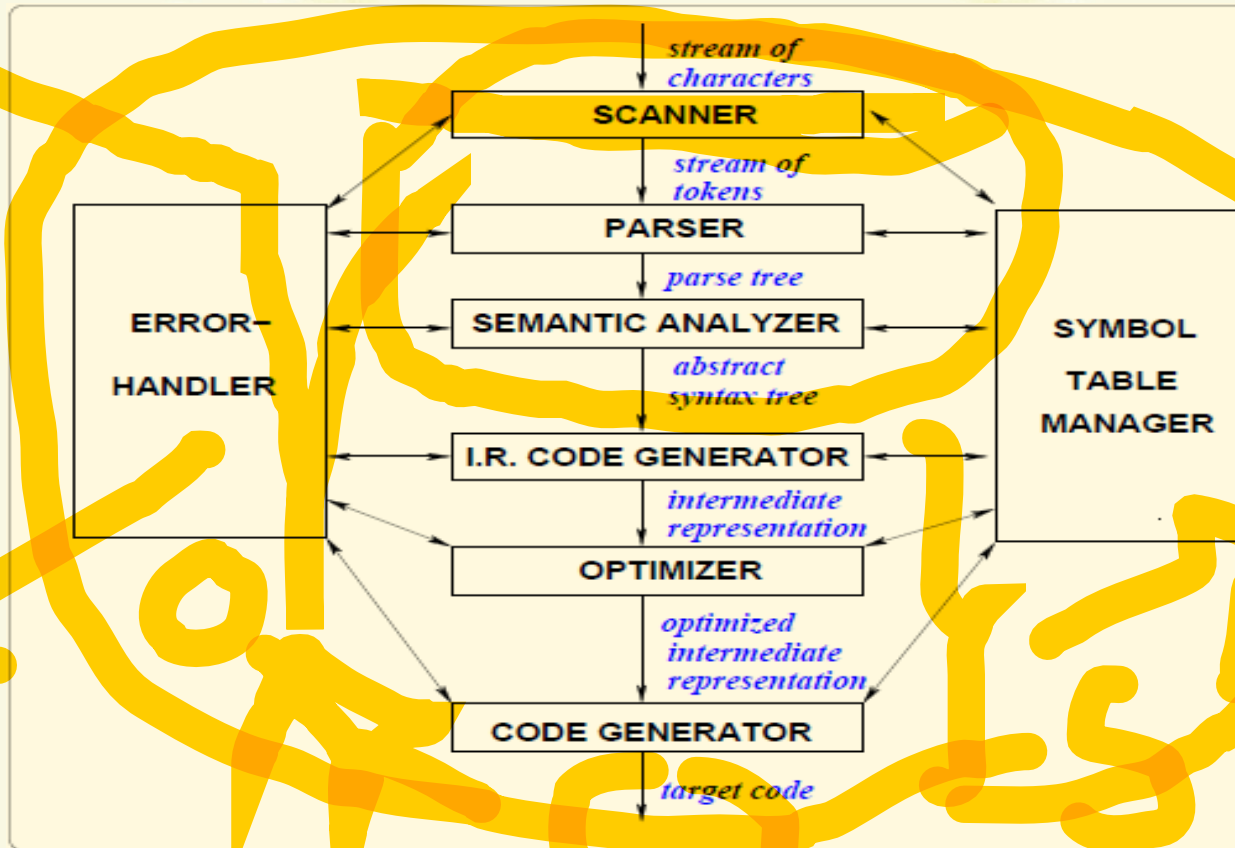 stream of
characters
SCANNER
stream of
tokens
PARSER
parse tree
SEMANTIC ANALYZER
abstract
syntax tree
ERROR-
HANDLER
SYMBOL
TABLE
MANAGER
I.R. CODE GENERATOR
intermediate
representation
OPTIMIZER
optimized
intermediate
representation
CODE GENERATOR
target code